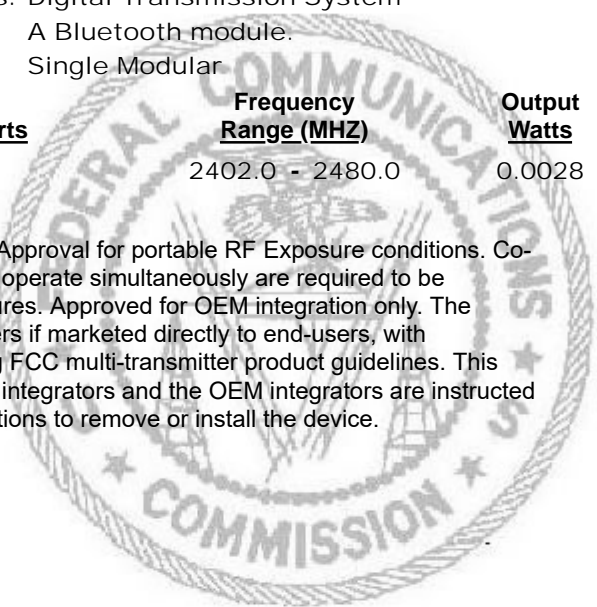 s: Digital Transmission System
A Bluetooth module.
Single Modular
Frequency Output
rts Range (MHZ) Watts
2402.0 - 2480.0 0.0028
Approval for portable RF Exposure conditions. Co-
operate simultaneously are required to be
ures. Approved for OEM integration only. The
ers if marketed directly to end-users, with
g FCC multi-transmitter product guidelines. This
integrators and the OEM integrators are instructed
tions to remove or install the device.
FEDERAL COMMUNICATIONS
COMMISSION
U S